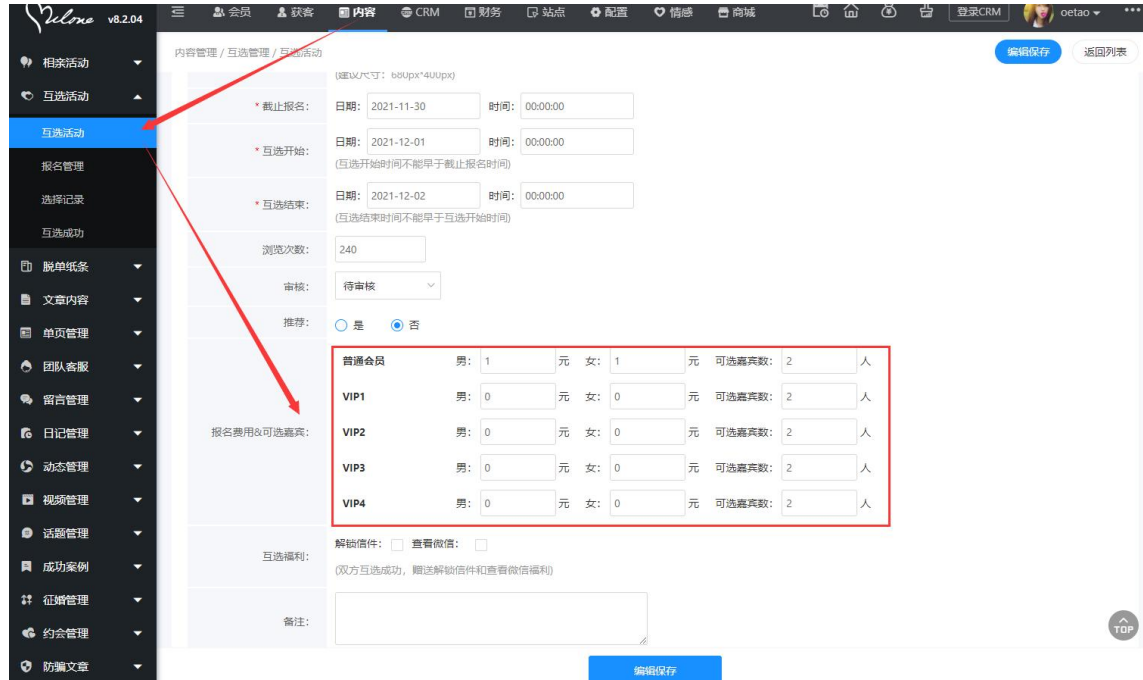 Velone v8.2.04
会员 获客 内容 CRM 财务 站点 配置 情感 商城 登录CRM oetao
相亲活动
互选活动
互选活动
报名管理
选择记录
互选成功
脱单纸条
文章内容
单页管理
团队客服
留言管理
日记管理
动态管理
视频管理
话题管理
成功案例
征婚管理
约会管理
防骗文章
内容管理 / 互选管理 / 互选活动 编辑保存 返回列表
(建议尺寸：680px*400px)
* 截止报名： 日期： 2021-11-30 时间： 00:00:00
* 互选开始： 日期： 2021-12-01 时间： 00:00:00
(互选开始时间不能早于截止报名时间)
* 互选结束： 日期： 2021-12-02 时间： 00:00:00
(互选结束时间不能早于互选开始时间)
浏览次数： 240
审核： 待审核
推荐： 是 否
报名费用&可选嘉宾：
普通会员 男： 1 元 女： 1 元 可选嘉宾数： 2 人
VIP1 男： 0 元 女： 0 元 可选嘉宾数： 2 人
VIP2 男： 0 元 女： 0 元 可选嘉宾数： 2 人
VIP3 男： 0 元 女： 0 元 可选嘉宾数： 2 人
VIP4 男： 0 元 女： 0 元 可选嘉宾数： 2 人
互选福利： 解锁信件： 查看微信：
(双方互选成功，赠送解锁信件和查看微信福利)
备注：
TOP
编辑保存